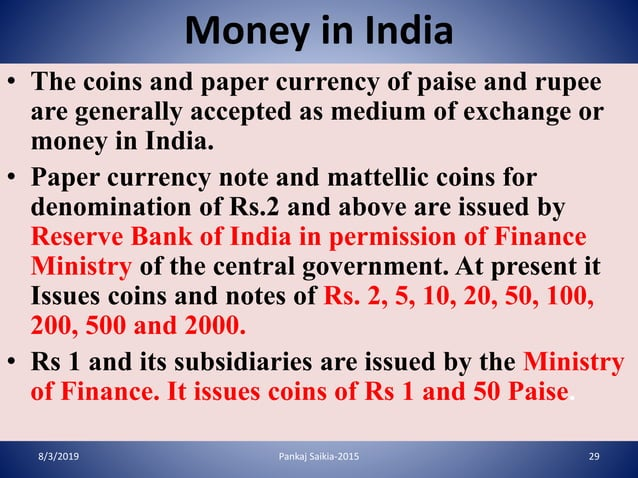 Money in India
• The coins and paper currency of paise and rupee
are generally accepted as medium of exchange or
money in India.
• Paper currency note and mattellic coins for
denomination of Rs.2 and above are issued by
Reserve Bank of India in permission of Finance
Ministry of the central government. At present it
Issues coins and notes of Rs. 2, 5, 10, 20, 50, 100,
200, 500 and 2000.
• Rs 1 and its subsidiaries are issued by the Ministry
of Finance. It issues coins of Rs 1 and 50 Paise.
8/3/2019 Pankaj Saikia-2015 29